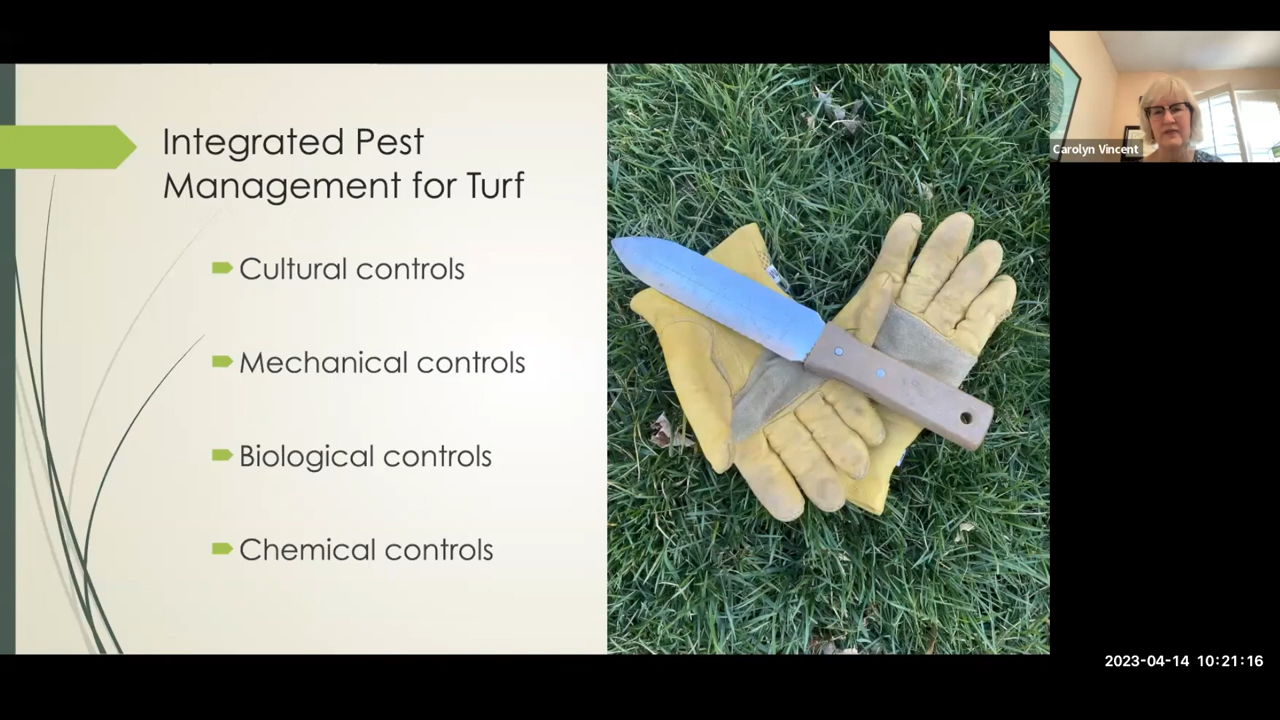 Integrated Pest
Management for Turf
Cultural controls
Mechanical controls
Biological controls
Chemical controls
Carolyn Vincent
2023-04-14 10:21:16